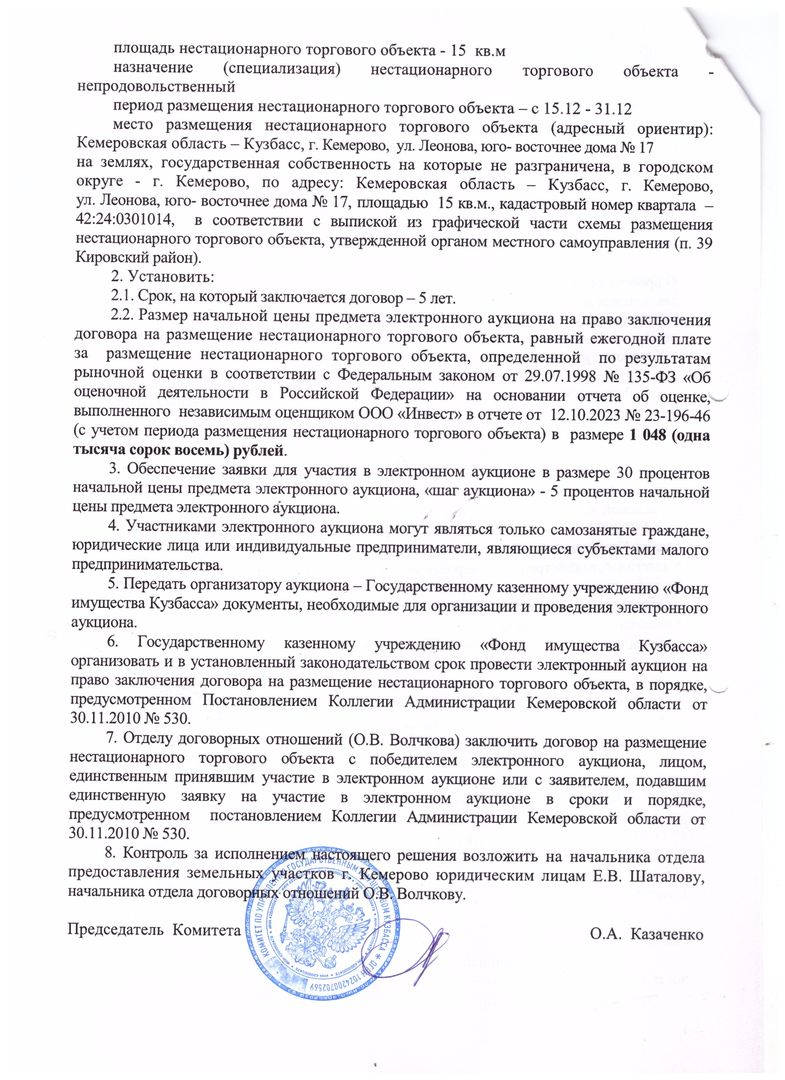 площадь нестационарного торгового объекта - 15 кв.м
назначение (специализация) нестационарного торгового объекта -
непродовольственный
период размещения нестационарного торгового объекта – с 15.12 - 31.12
место размещения нестационарного торгового объекта (адресный ориентир):
Кемеровская область – Кузбасс, г. Кемерово, ул. Леонова, юго- восточнее дома № 17
на землях, государственная собственность на которые не разграничена, в городском
округе - г. Кемерово, по адресу: Кемеровская область – Кузбасс, г. Кемерово,
ул. Леонова, юго- восточнее дома № 17, площадью 15 кв.м., кадастровый номер квартала –
42:24:0301014, в соответствии с выпиской из графической части схемы размещения
нестационарного торгового объекта, утвержденной органом местного самоуправления (п. 39
Кировский район).
2. Установить:
2.1. Срок, на который заключается договор – 5 лет.
2.2. Размер начальной цены предмета электронного аукциона на право заключения
договора на размещение нестационарного торгового объекта, равный ежегодной плате
за размещение нестационарного торгового объекта, определенной по результатам
рыночной оценки в соответствии с Федеральным законом от 29.07.1998 № 135-ФЗ «Об
оценочной деятельности в Российской Федерации» на основании отчета об оценке,
выполненного независимым оценщиком ООО «Инвест» в отчете от 12.10.2023 № 23-196-46
(с учетом периода размещения нестационарного торгового объекта) в размере 1 048 (одна
тысяча сорок восемь) рублей.
3. Обеспечение заявки для участия в электронном аукционе в размере 30 процентов
начальной цены предмета электронного аукциона, «шаг аукциона» - 5 процентов начальной
цены предмета электронного аукциона.
4. Участниками электронного аукциона могут являться только самозанятые граждане,
юридические лица или индивидуальные предприниматели, являющиеся субъектами малого
предпринимательства.
5. Передать организатору аукциона – Государственному казенному учреждению «Фонд
имущества Кузбасса» документы, необходимые для организации и проведения электронного
аукциона.
6. Государственному казенному учреждению «Фонд имущества Кузбасса»
организовать и в установленный законодательством срок провести электронный аукцион на
право заключения договора на размещение нестационарного торгового объекта, в порядке,
предусмотренном Постановлением Коллегии Администрации Кемеровской области от
30.11.2010 № 530.
7. Отделу договорных отношений (О.В. Волчкова) заключить договор на размещение
нестационарного торгового объекта с победителем электронного аукциона, лицом,
единственным принявшим участие в электронном аукционе или с заявителем, подавшим
единственную заявку на участие в электронном аукционе в сроки и порядке,
предусмотренном постановлением Коллегии Администрации Кемеровской области от
30.11.2010 № 530.
8. Контроль за исполнением настоящего решения возложить на начальника отдела
предоставления земельных участков г. Кемерово юридическим лицам Е.В. Шаталову,
начальника отдела договорных отношений О.В. Волчкову.
Председатель Комитета О.А. Казаченко
КОМИТЕТ ПО УПРАВЛЕНИЮ ГОСУДАРСТВЕННЫМ ИМУЩЕСТВОМ КУЗБАССА * ОГРН 1024200702569